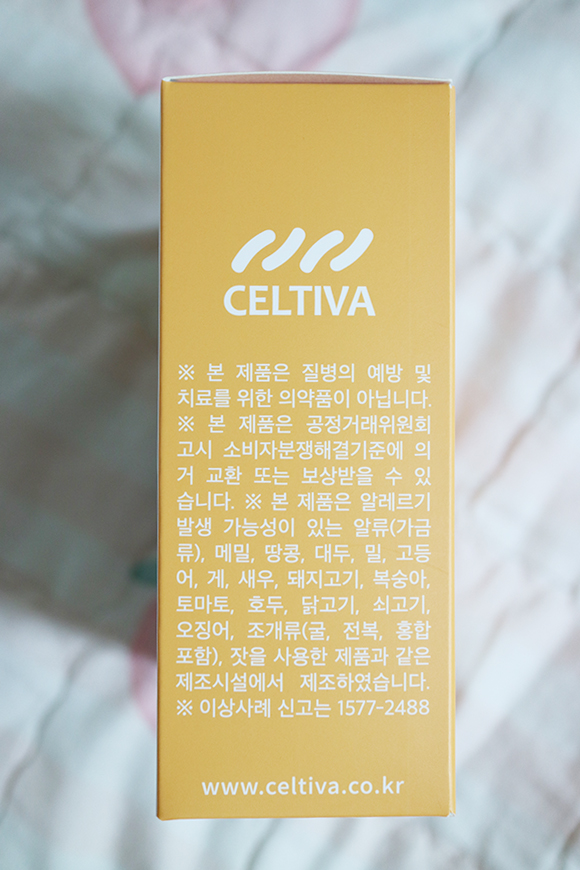 CELTIVA
※ 본 제품은 질병의 예방 및
치료를 위한 의약품이 아닙니다.
※ 본 제품은 공정거래위원회
고시 소비자분쟁해결기준에 의
거 교환 또는 보상받을 수 있
습니다. ※ 본 제품은 알레르기
발생 가능성이 있는 알류(가금
류), 메밀, 땅콩, 대두, 밀, 고등
어, 게, 새우, 돼지고기, 복숭아,
토마토, 호두, 닭고기, 쇠고기,
오징어, 조개류(굴, 전복, 홍합
포함), 잣을 사용한 제품과 같은
제조시설에서 제조하였습니다.
※ 이상사례 신고는 1577-2488
www.celtiva.co.kr